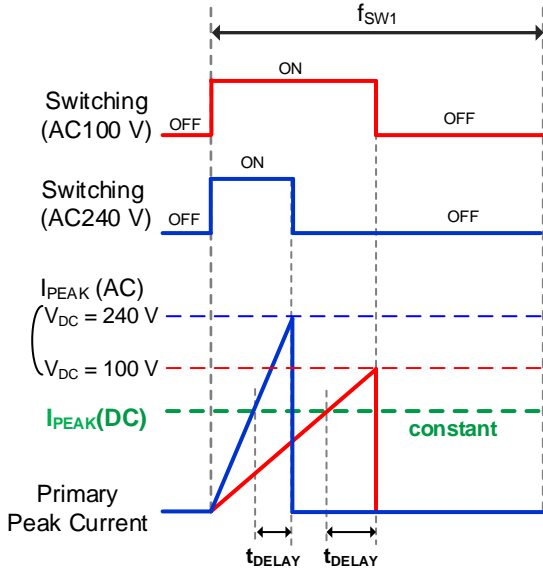 fSW1
ON
Switching
(AC100 V)
OFF
OFF
ON
Switching
(AC240 V)
OFF
OFF
IPEAK (AC)
VDC = 240 V
VDC = 100 V
IPEAK(DC)
constant
Primary
Peak Current
tDELAY
tDELAY